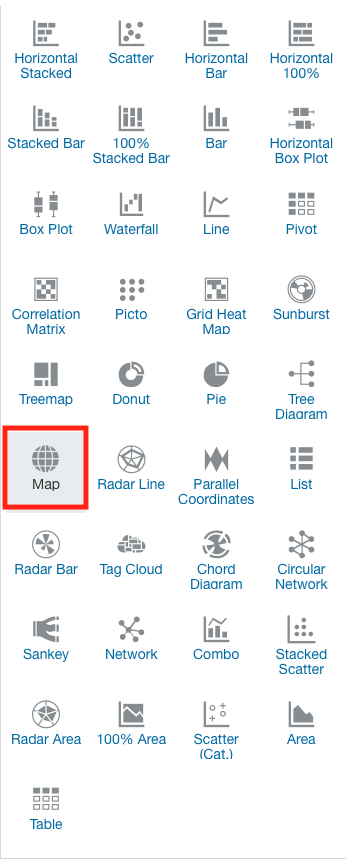 Horizontal
Stacked
Scatter
Horizontal
Bar
Horizontal
100%
Stacked Bar
100%
Stacked Bar
Bar
Horizontal
Box Plot
Box Plot
Waterfall
Line
Pivot
Correlation
Matrix
Picto
Grid Heat
Map
Sunburst
Treemap
Donut
Pie
Tree
Diagram
Map
Radar Line
Parallel
Coordinates
List
Radar Bar
Tag Cloud
Chord
Diagram
Circular
Network
Sankey
Network
Combo
Stacked
Scatter
Radar Area
100% Area
Scatter
(Cat.)
Area
Table